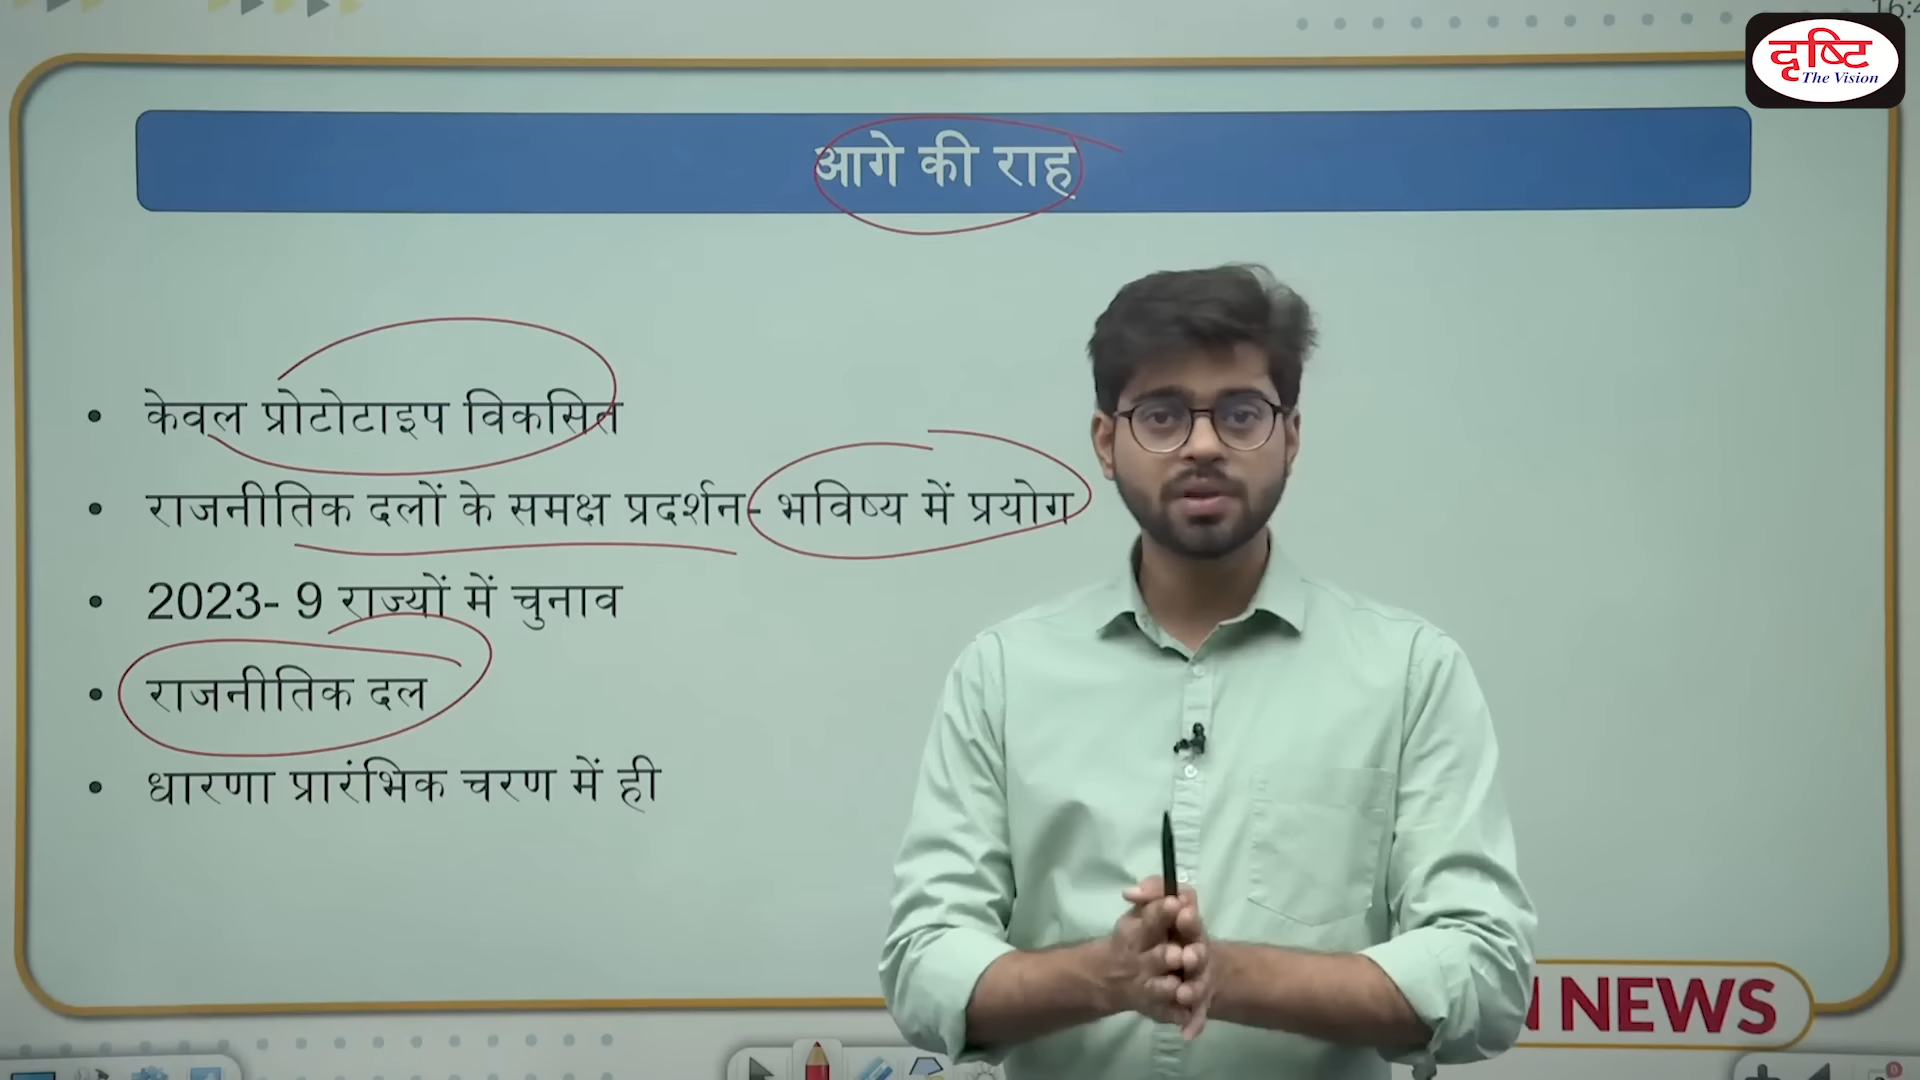 दृष्टि
The Vision
आगे की राह
• केवल प्रोटोटाइप विकसित
• राजनीतिक दलों के समक्ष प्रदर्शन- भविष्य में प्रयोग
• 2023- 9 राज्यों में चुनाव
• राजनीतिक दल
• धारणा प्रारंभिक चरण में ही
NEWS